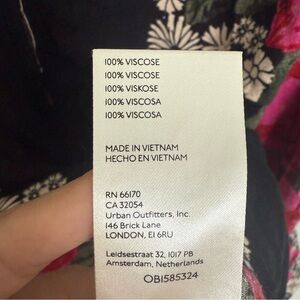 100% VISCOSE
100% VISCOSE
100% VISKOSE
100% VISCOSA
100% VISCOSA
MADE IN VIETNAM
HECHO EN VIETNAM
RN 66170
CA 32054
Urban Outfitters, Inc.
146 Brick Lane
LONDON, E1 6RU
Leidsestraat 32, 1017 PB
Amsterdam, Netherlands
OB1585324